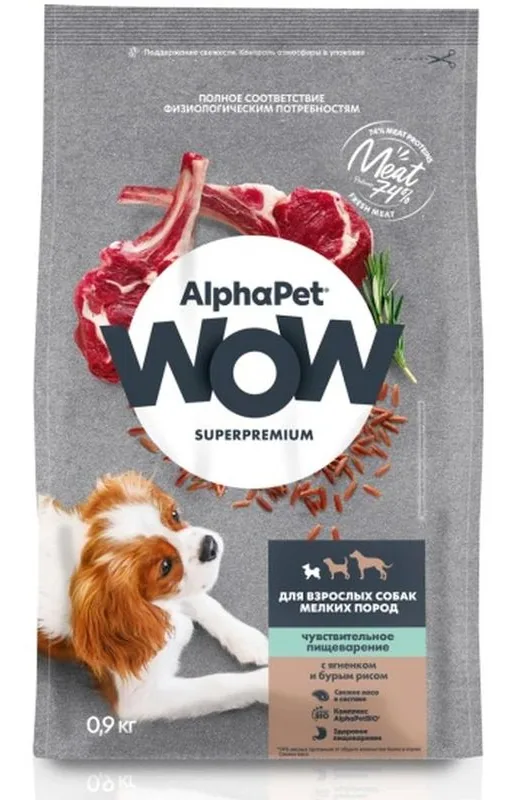 Поддержание свежести. Контроль атмосферы в упаковке
ПОЛНОЕ СООТВЕТСТВИЕ
ФИЗИОЛОГИЧЕСКИМ ПОТРЕБНОСТЯМ
74% MEAT PROTEINS
Meat
74%
FRESH MEAT
AlphaPet®
WOW
SUPERPREMIUM
ДЛЯ ВЗРОСЛЫХ СОБАК
МЕЛКИХ ПОРОД
чувствительное
пищеварение
с ягненком
и бурым рисом
Свежее мясо
в составе
BIO
Комплекс
AlphaPetBIO®
Здоровое
пищеварение
0,9 кг